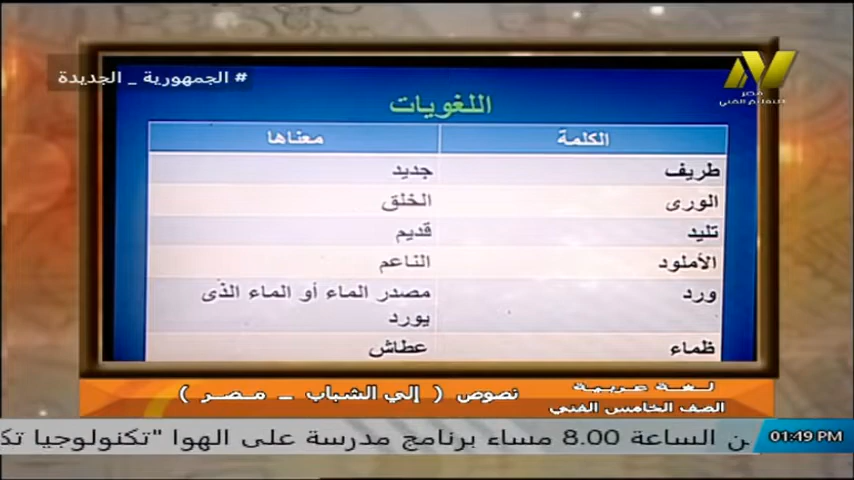 # الجمهورية _ الجديدة
مصر
التعليم الفني
اللغويات
الكلمة معناها
طريف جديد
الورى الخلق
تليد قديم
الأملود الناعم
ورد مصدر الماء أو الماء الذى
يورد
ظماء عطاش
لغة عربية
الصف الخامس الفني
نصوص ( إلي الشباب _ مصر )
01:49 PM
ن الساعة 8.00 مساء برنامج مدرسة على الهوا "تكنولوجيا تك